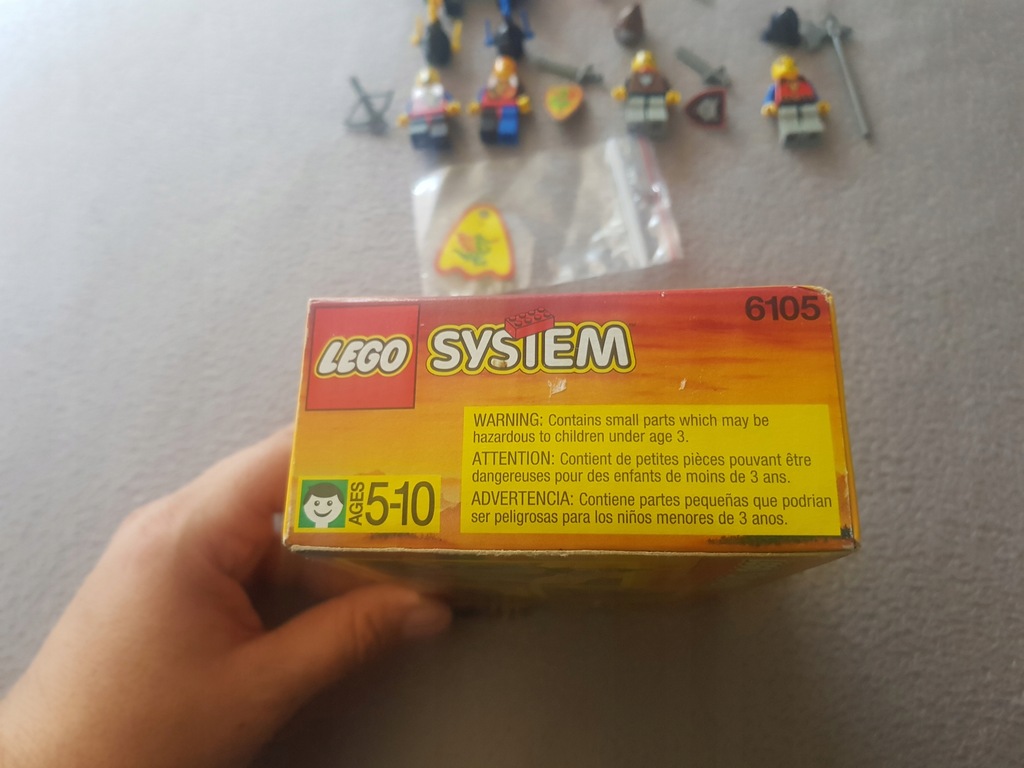 6105
LEGO SYSTEM
WARNING: Contains small parts which may be
hazardous to children under age 3.
ATTENTION: Contient de petites pièces pouvant être
dangereuses pour des enfants de moins de 3 ans.
ADVERTENCIA: Contiene partes pequeñas que podrian
ser peligrosas para los niños menores de 3 anos.
AGES 5-10